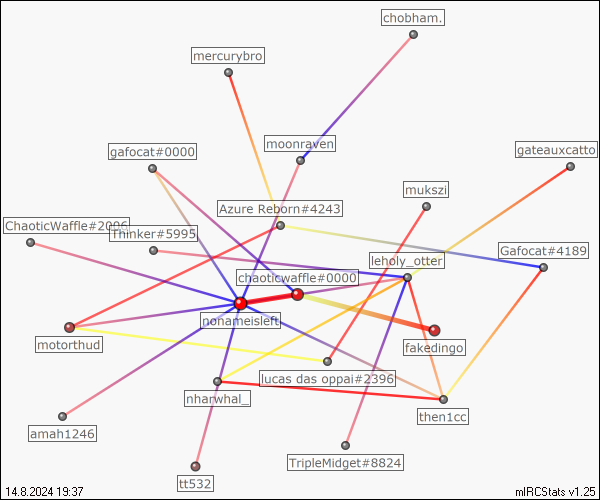 chobham.
mercurybro
moonraven
gafocat#0000
gateauxcatto
mukszi
Azure Reborn#4243
ChaoticWaffle#2006
Thinker#5995
Gafocat#4189
leholy_otter
chaoticwaffle#0000
nonameisleft
motorthud
fakedingo
lucas das oppai#2396
nharwhal_
then1cc
amah1246
TripleMidget#8824
tt532
14.8.2024 19:37
mIRCStats v1.25